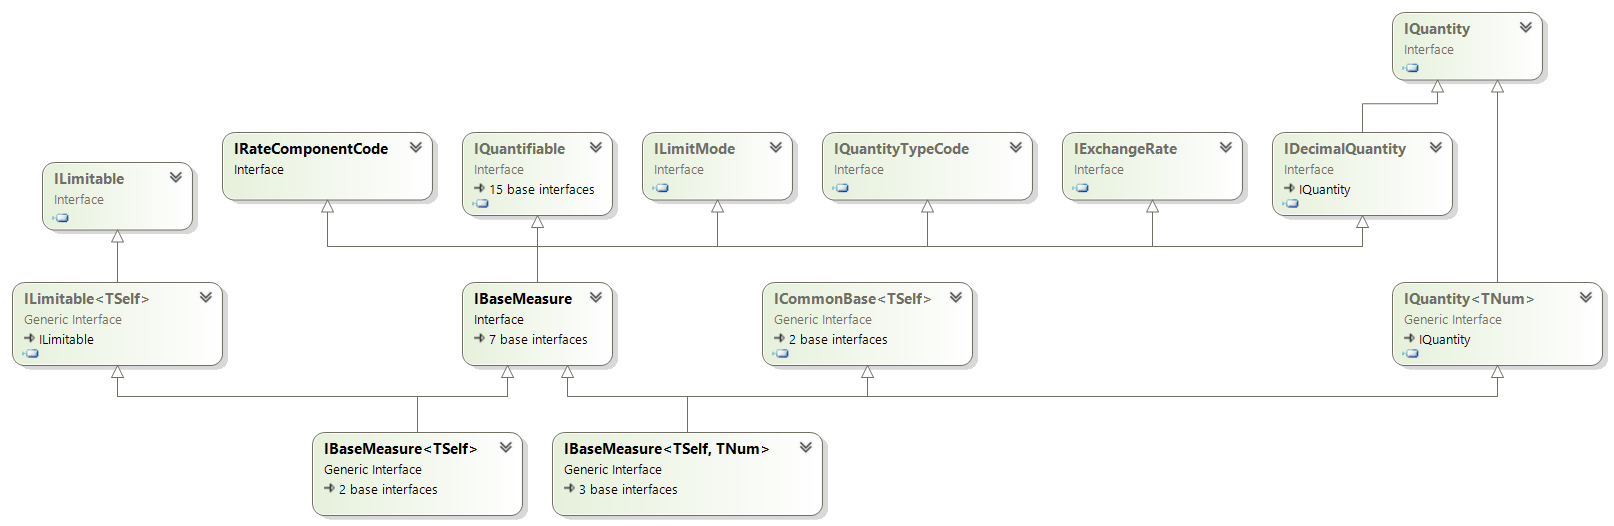 IQuantity
Interface
IRateComponentCode
Interface
IQuantifiable
Interface
15 base interfaces
ILimitMode
Interface
IQuantityTypeCode
Interface
IExchangeRate
Interface
IDecimalQuantity
Interface
IQuantity
ILimitable
Interface
ILimitable<TSelf>
Generic Interface
ILimitable
IBaseMeasure
Interface
7 base interfaces
ICommonBase<TSelf>
Generic Interface
2 base interfaces
IQuantity<TNum>
Generic Interface
IQuantity
IBaseMeasure<TSelf>
Generic Interface
2 base interfaces
IBaseMeasure<TSelf, TNum>
Generic Interface
3 base interfaces